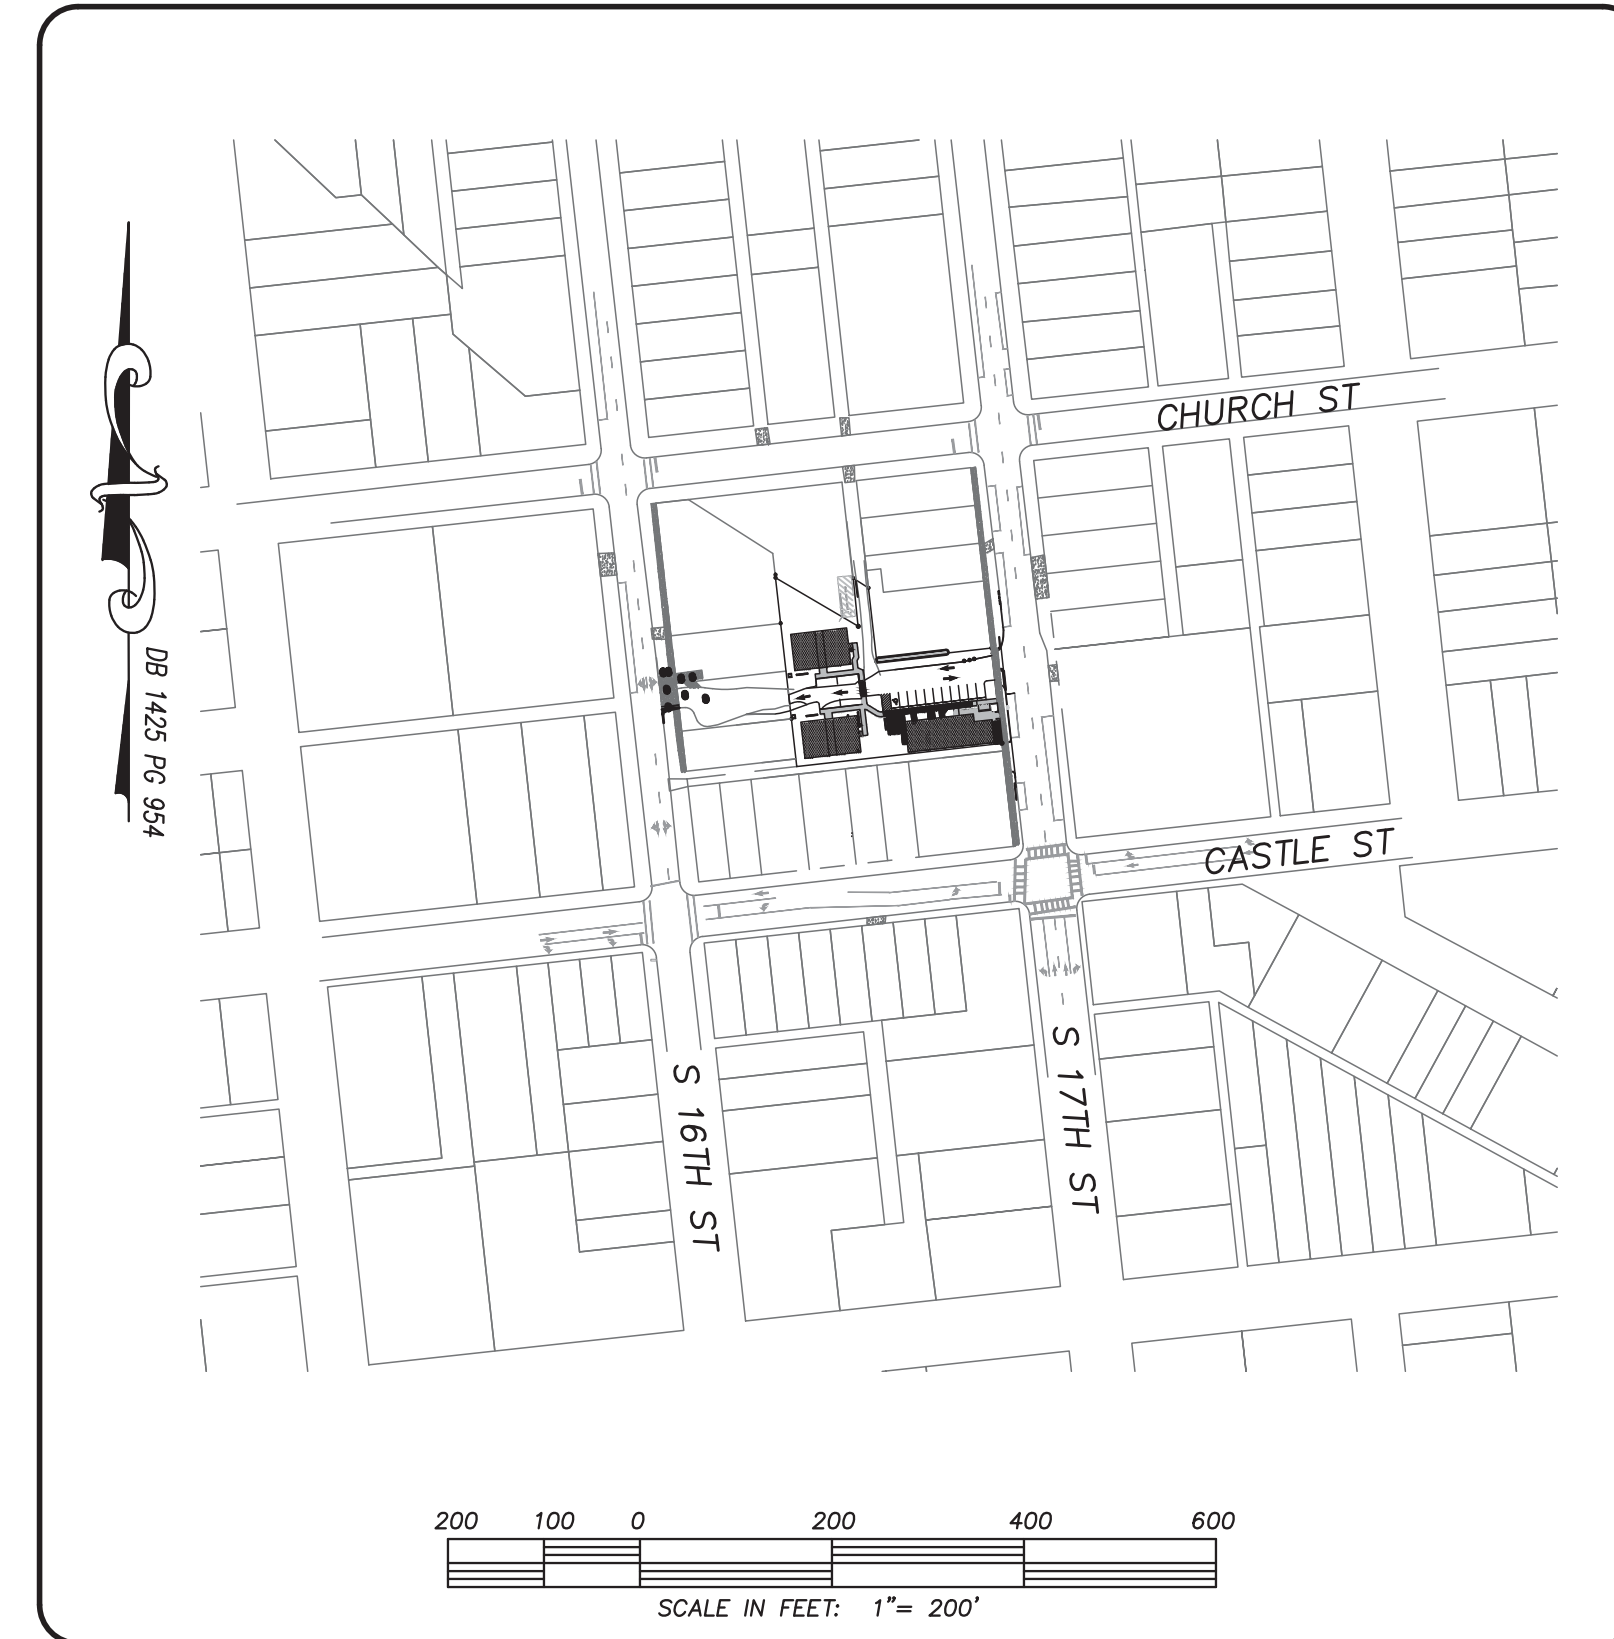 CHURCH ST
DB 1425 PG 954
CASTLE ST
S 16TH ST
S 17TH ST
200 100 0 200 400 600
SCALE IN FEET: 1"= 200'